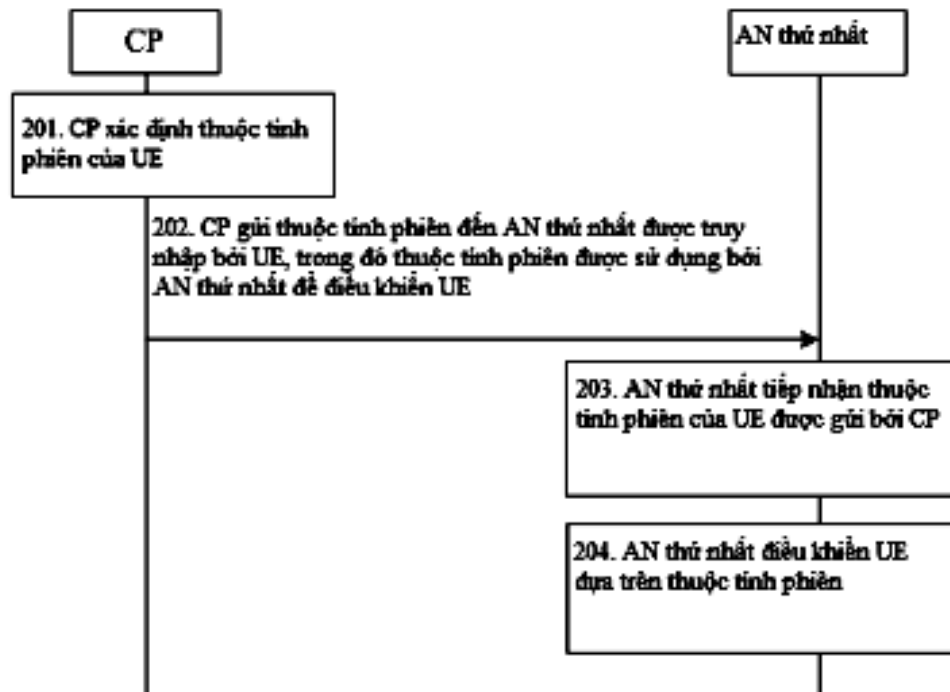 CP
AN thứ nhất
201. CP xác định thuộc tính
phiên của UE
202. CP gửi thuộc tính phiên đến AN thứ nhất được truy
nhập bởi UE, trong đó thuộc tính phiên được sử dụng bởi
AN thứ nhất để điều khiển UE
203. AN thứ nhất tiếp nhận thuộc
tính phiên của UE được gửi bởi CP
204. AN thứ nhất điều khiển UE
dựa trên thuộc tính phiên